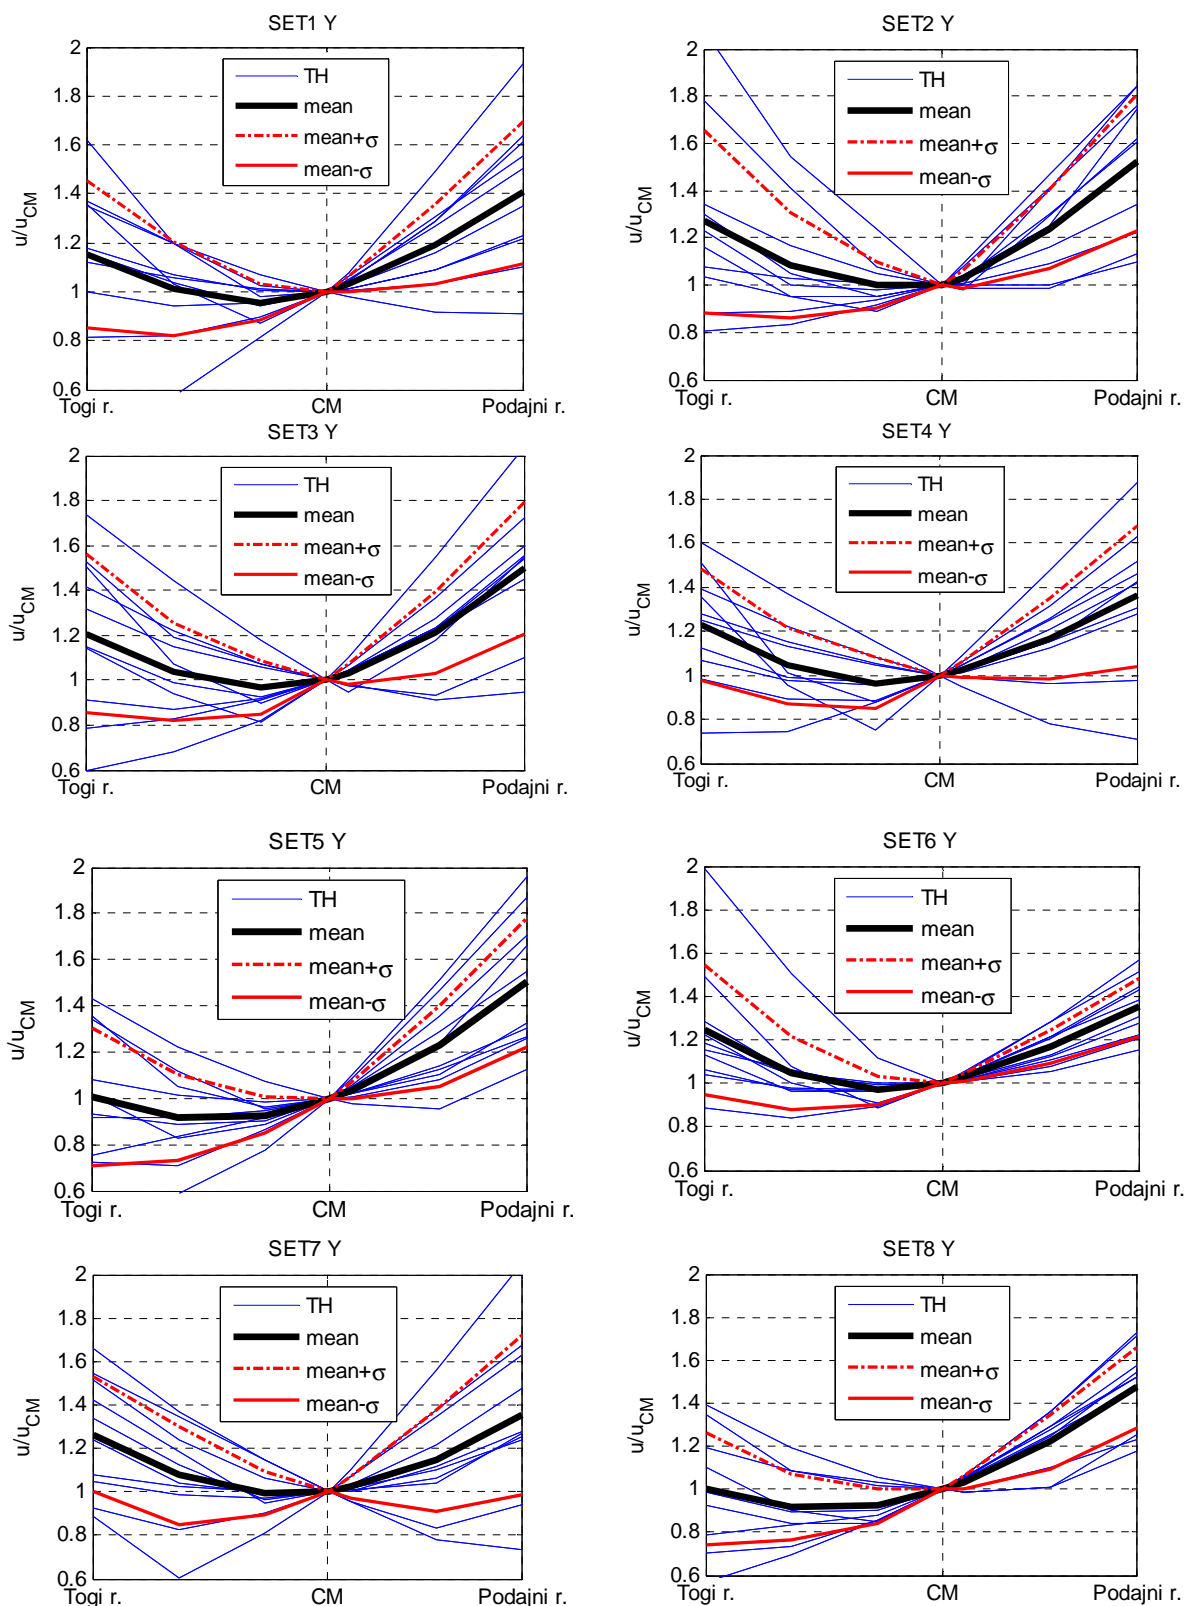 SET1 Y
2
1.8
1.6
1.4
1.2
1
0.8
0.6
u/u_CM
TH
mean
mean+σ
mean-σ
Togi r.
CM
Podajni r.
SET2 Y
2
1.8
1.6
1.4
1.2
1
0.8
0.6
u/u_CM
TH
mean
mean+σ
mean-σ
Togi r.
CM
Podajni r.
SET3 Y
2
1.8
1.6
1.4
1.2
1
0.8
0.6
u/u_CM
TH
mean
mean+σ
mean-σ
Togi r.
CM
Podajni r.
SET4 Y
2
1.8
1.6
1.4
1.2
1
0.8
0.6
u/u_CM
TH
mean
mean+σ
mean-σ
Togi r.
CM
Podajni r.
SET5 Y
2
1.8
1.6
1.4
1.2
1
0.8
0.6
u/u_CM
TH
mean
mean+σ
mean-σ
Togi r.
CM
Podajni r.
SET6 Y
2
1.8
1.6
1.4
1.2
1
0.8
0.6
u/u_CM
TH
mean
mean+σ
mean-σ
Togi r.
CM
Podajni r.
SET7 Y
2
1.8
1.6
1.4
1.2
1
0.8
0.6
u/u_CM
TH
mean
mean+σ
mean-σ
Togi r.
CM
Podajni r.
SET8 Y
2
1.8
1.6
1.4
1.2
1
0.8
0.6
u/u_CM
TH
mean
mean+σ
mean-σ
Togi r.
CM
Podajni r.